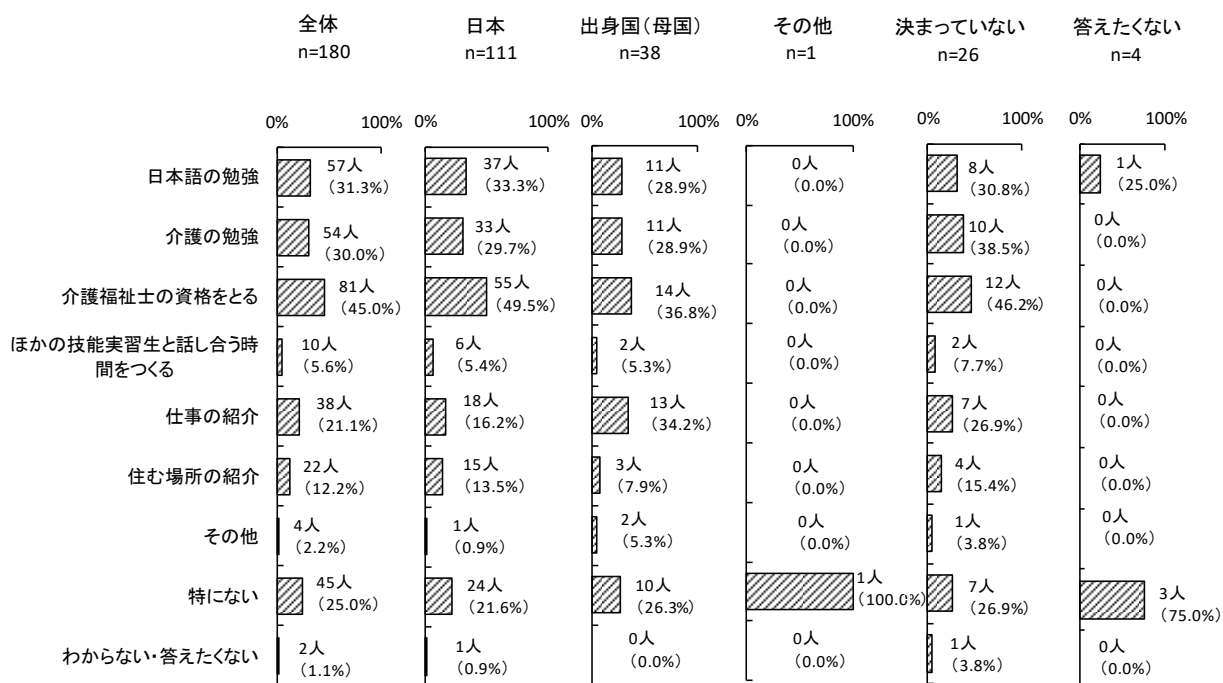 全体 日本 出身国(母国) その他 決まっていない 答えたくない
n=180 n=111 n=38 n=1 n=26 n=4
0% 100% 0% 100% 0% 100% 0% 100% 0% 100% 0% 100%
日本語の勉強 57人 37人 11人 0人 8人 1人
(31.3%) (33.3%) (28.9%) (0.0%) (30.8%) (25.0%)
介護の勉強 54人 33人 11人 0人 10人 0人
(30.0%) (29.7%) (28.9%) (0.0%) (38.5%) (0.0%)
介護福祉士の資格をとる 81人 55人 14人 0人 12人 0人
(45.0%) (49.5%) (36.8%) (0.0%) (46.2%) (0.0%)
ほかの技能実習生と話し合う時 10人 6人 2人 0人 2人 0人
間をつくる (5.6%) (5.4%) (5.3%) (0.0%) (7.7%) (0.0%)
仕事の紹介 38人 18人 13人 0人 7人 0人
(21.1%) (16.2%) (34.2%) (0.0%) (26.9%) (0.0%)
住む場所の紹介 22人 15人 3人 0人 4人 0人
(12.2%) (13.5%) (7.9%) (0.0%) (15.4%) (0.0%)
その他 4人 1人 2人 0人 1人 0人
(2.2%) (0.9%) (5.3%) (0.0%) (3.8%) (0.0%)
特にない 45人 24人 10人 1人 7人 3人
(25.0%) (21.6%) (26.3%) (100.0%) (26.9%) (75.0%)
わからない・答えたくない 2人 1人 0人 0人 1人 0人
(1.1%) (0.9%) (0.0%) (0.0%) (3.8%) (0.0%)